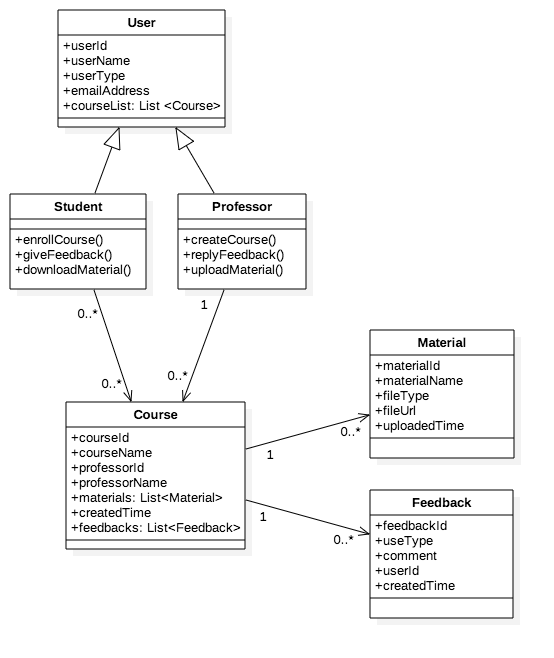 User
+userId
+userName
+userType
+emailAddress
+courseList: List <Course>
Student
+enrollCourse()
+giveFeedback()
+downloadMaterial()
Professor
+createCourse()
+replyFeedback()
+uploadMaterial()
0..*
1
0..*
0..*
Course
+courseId
+courseName
+professorId
+professorName
+materials: List<Material>
+createdTime
+feedbacks: List<Feedback>
1
0..*
1
0..*
Material
+materialId
+materialName
+fileType
+fileUrl
+uploadedTime
Feedback
+feedbackId
+useType
+comment
+userId
+createdTime